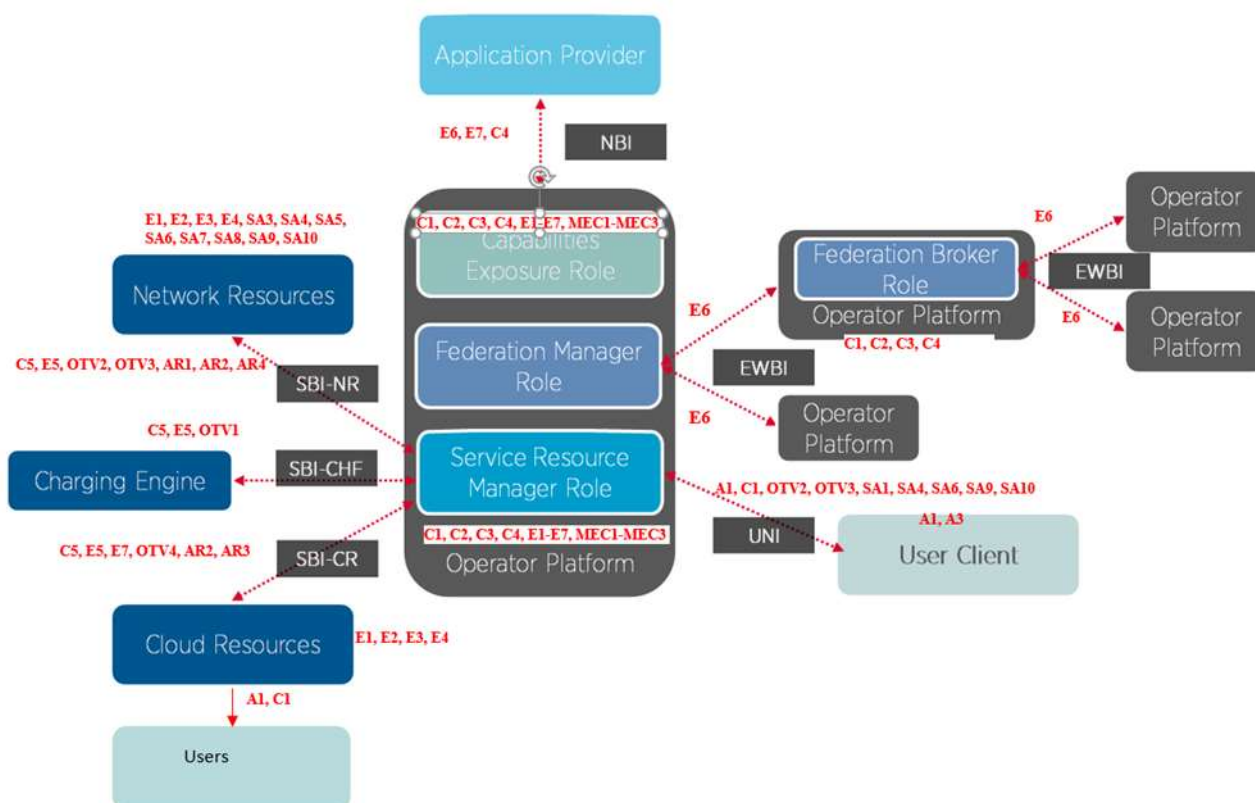 Application Provider
E6, E7, C4
NBI
E1, E2, E3, E4, SA3, SA4, SA5,
SA6, SA7, SA8, SA9, SA10
Network Resources
C5, E5, OTV2, OTV3, AR1, AR2, AR4
SBI-NR
C5, E5, OTV1
Charging Engine
SBI-CHF
C5, E5, E7, OTV4, AR2, AR3
SBI-CR
Cloud Resources
E1, E2, E3, E4
A1, C1
Users
C1, C2, C3, C4, E1-E7, MEC1-MEC3
Capabilities
Exposure Role
Federation Manager
Role
Service Resource
Manager Role
C1, C2, C3, C4, E1-E7, MEC1-MEC3
Operator Platform
E6
EWBI
E6
Federation Broker
Role
Operator Platform
C1, C2, C3, C4
Operator
Platform
E6
EWBI
E6
Operator
Platform
Operator
Platform
A1, C1, OTV2, OTV3, SA1, SA4, SA6, SA9, SA10
UNI
A1, A3
User Client